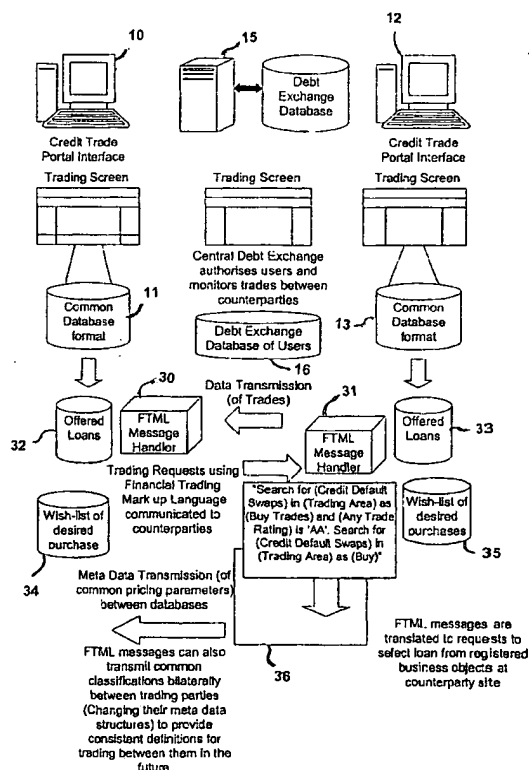 10
15
12
Debt
Exchange
Database
Credit Trade
Portal Interface
Credit Trade
Portal Interface
Trading Screen
Trading Screen
Trading Screen
Central Debt Exchange
authorises users and
monitors trades between
counterparties
Common
Database
format
11
Common
Database
format
13
Debt Exchange
Database of Users
16
30
Data Transmission
(of Trades)
31
Offered
Loans
32
FTML
Message
Handler
FTML
Message
Handler
Offered
Loans
33
Trading Requests using
Financial Trading
Mark up Language
communicated to
counterparties
"Search for (Credit Default
Swaps) in (Trading Area) as
(Buy Trades) and (Any Trade
Rating) is 'AA'. Search for
(Credit Default Swaps) in
(Trading Area) as (Buy)"
Wish-list of
desired
purchase
34
Wish-list of
desired
purchases
35
Meta Data Transmission (of
common pricing parameters)
between databases
36
FTML messages are
translated to requests to
select loan from registered
business objects at
counterparty site
FTML messages can also
transmit common
classifications bilaterally
between trading parties
(Changing their meta data
structures) to provide
consistent definitions for
trading between them in the
future